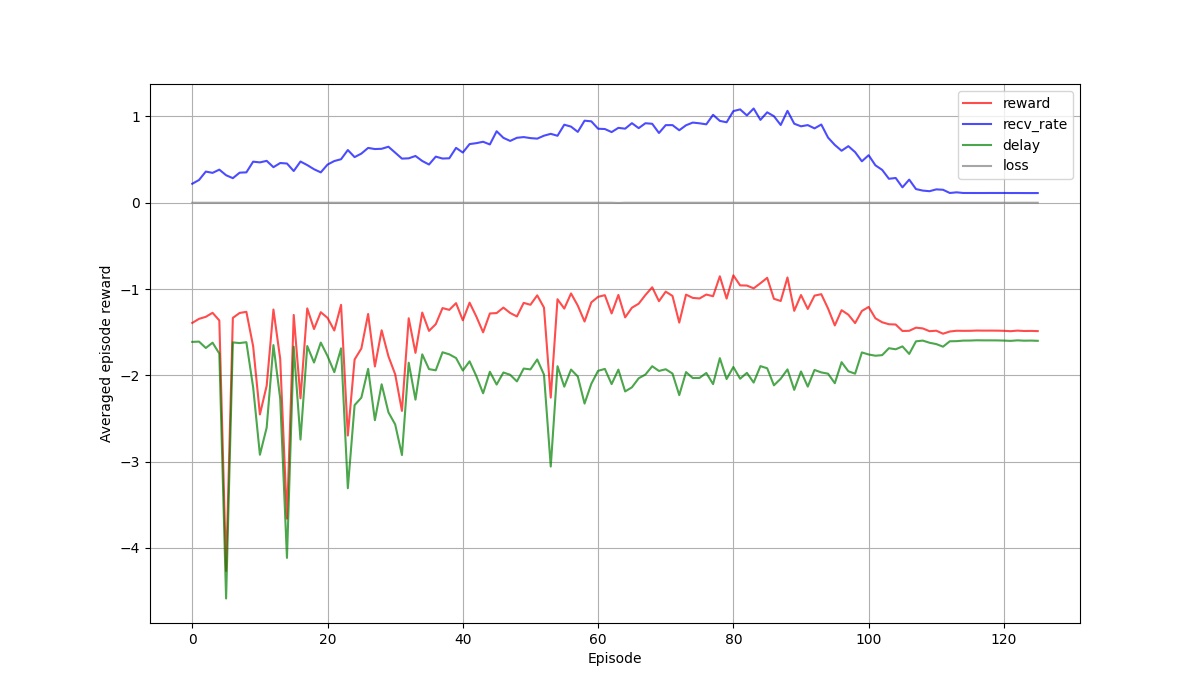 reward
recv_rate
delay
loss
1
0
−1
−2
−3
−4
Averaged episode reward
0 20 40 60 80 100 120
Episode